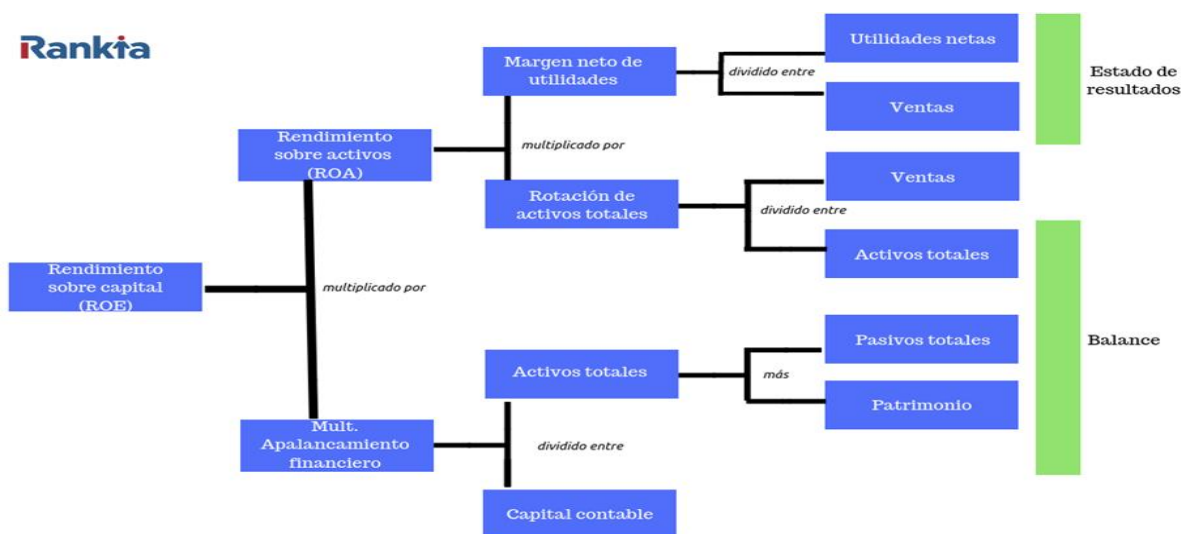 Rankia
Utilidades netas
Margen neto de
utilidades
dividido entre
Estado de
resultados
Ventas
Rendimiento
sobre activos
(ROA)
multiplicado por
Ventas
Rotación de
activos totales
dividido entre
Activos totales
Rendimiento
sobre capital
(ROE)
multiplicado por
Pasivos totales
Balance
Activos totales
más
Patrimonio
Mult.
Apalancamiento
financiero
dividido entre
Capital contable